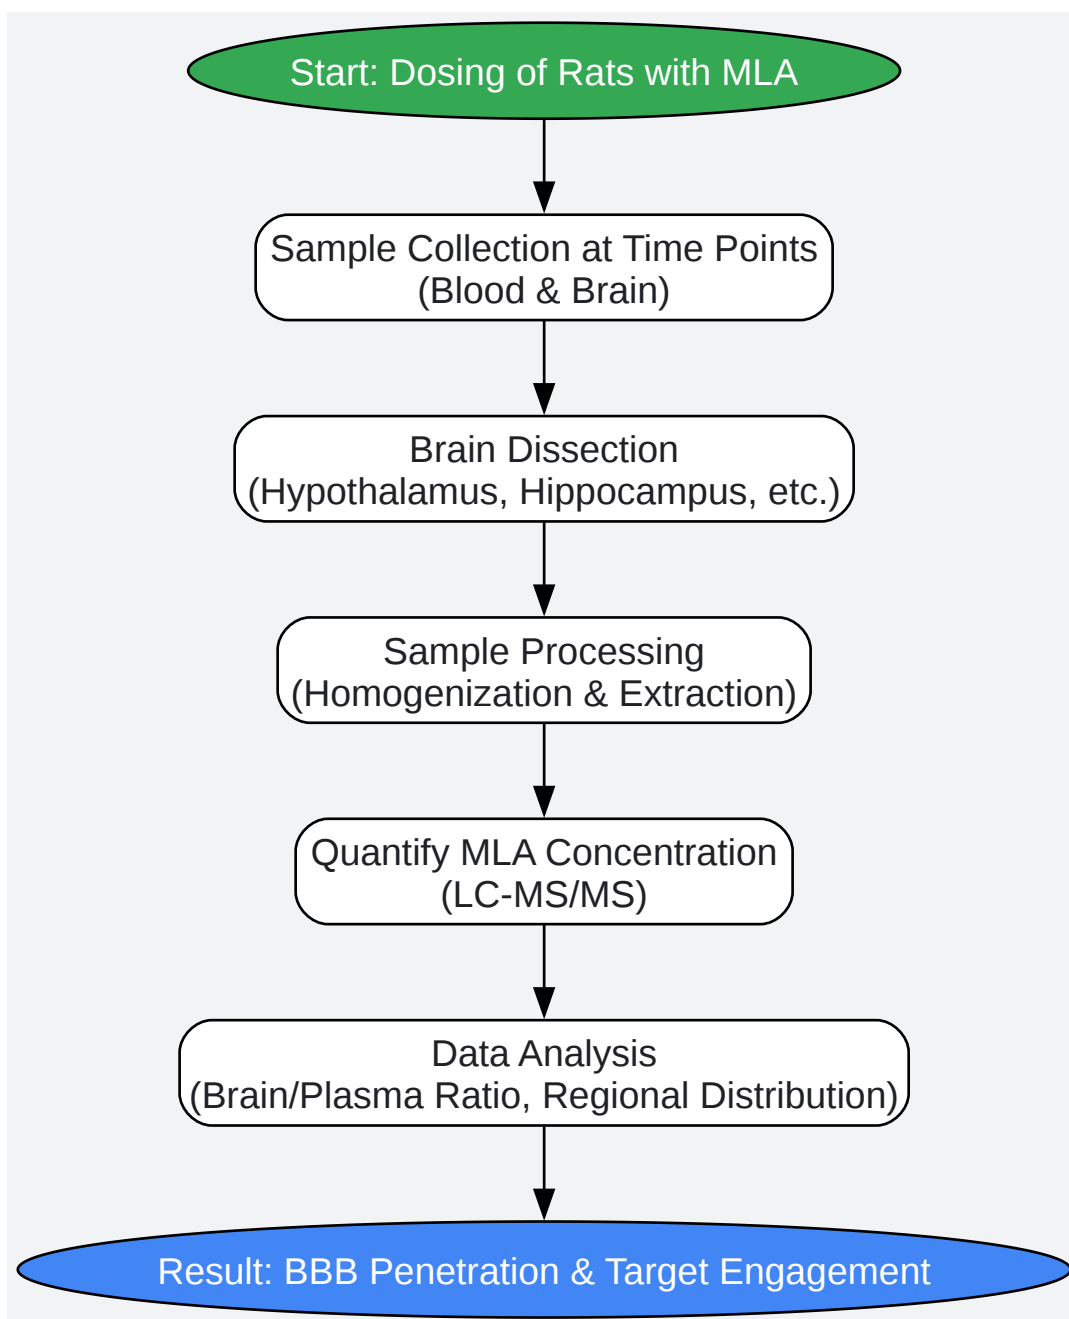 Start: Dosing of Rats with MLA
Sample Collection at Time Points
(Blood & Brain)
Brain Dissection
(Hypothalamus, Hippocampus, etc.)
Sample Processing
(Homogenization & Extraction)
Quantify MLA Concentration
(LC-MS/MS)
Data Analysis
(Brain/Plasma Ratio, Regional Distribution)
Result: BBB Penetration & Target Engagement